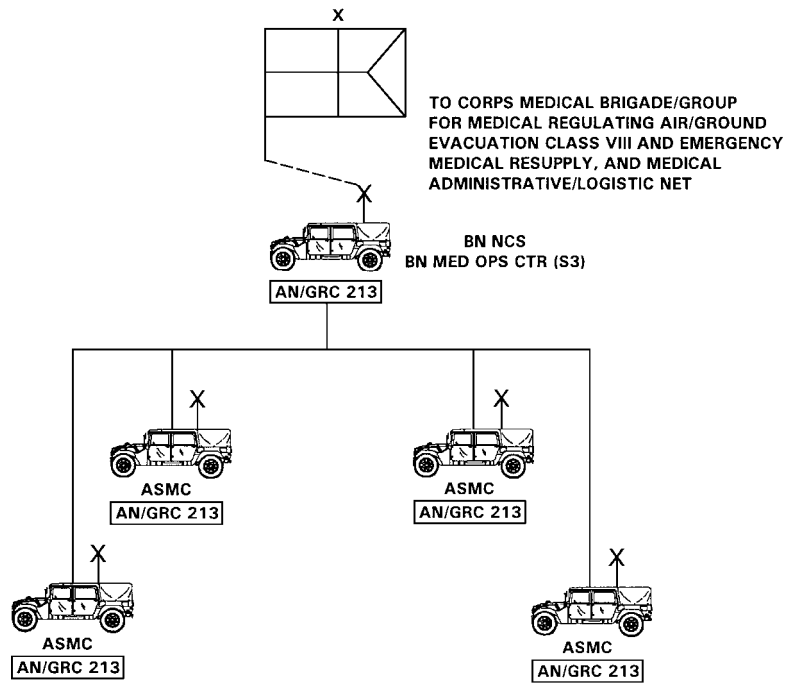 X
TO CORPS MEDICAL BRIGADE/GROUP
FOR MEDICAL REGULATING AIR/GROUND
EVACUATION CLASS VIII AND EMERGENCY
MEDICAL RESUPPLY, AND MEDICAL
ADMINISTRATIVE/LOGISTIC NET
BN NCS
BN MED OPS CTR (S3)
AN/GRC 213
ASMC
AN/GRC 213
ASMC
AN/GRC 213
ASMC
AN/GRC 213
ASMC
AN/GRC 213